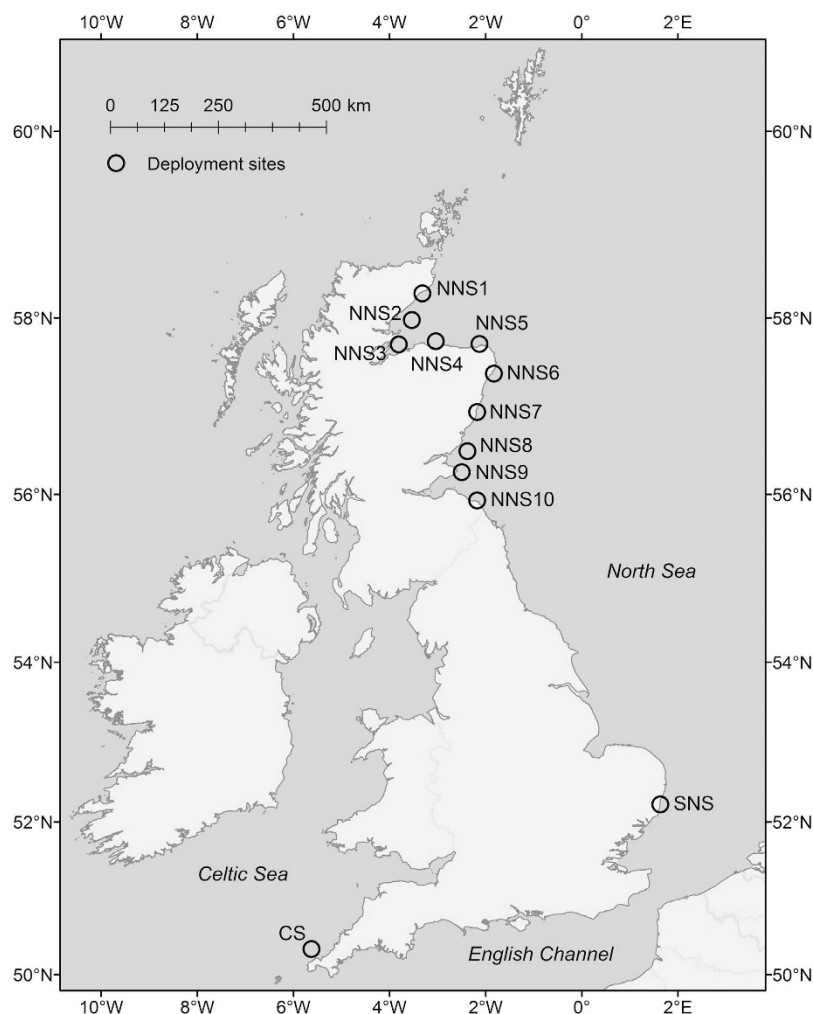 10°W 8°W 6°W 4°W 2°W 0° 2°E
0 125 250 500 km
60°N 60°N
Deployment sites
NNS1
58°N 58°N
NNS2
NNS5
NNS3
NNS4
NNS6
NNS7
NNS8
NNS9
56°N 56°N
NNS10
North Sea
54°N 54°N
SNS
52°N 52°N
Celtic Sea
CS
English Channel
50°N 50°N
10°W 8°W 6°W 4°W 2°W 0° 2°E